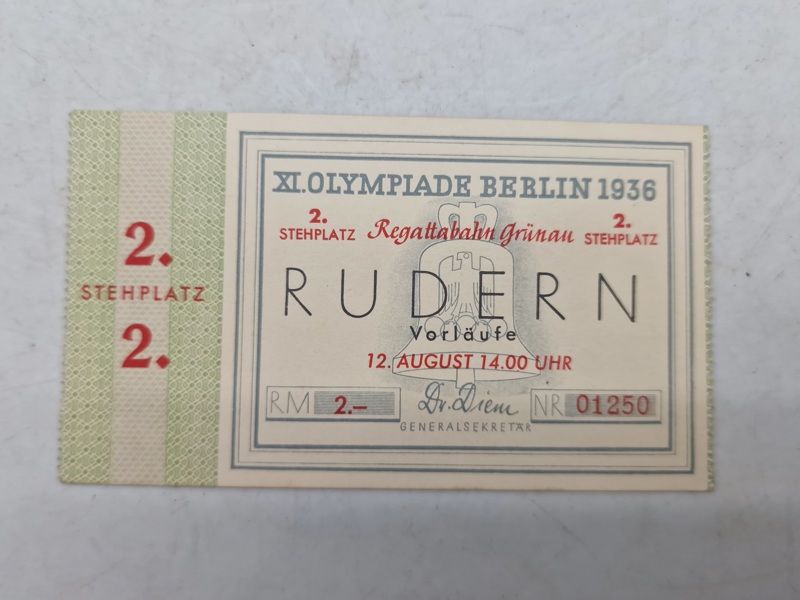 2.
STEHPLATZ
2.
XI. OLYMPIADE BERLIN 1936
2.
STEHPLATZ
Regattabahn Grünau
2.
STEHPLATZ
RUDERN
Vorläufe
12. AUGUST 14.00 UHR
RM 2.–
Dr. Diem
GENERALSEKRETÄR
NR 01250